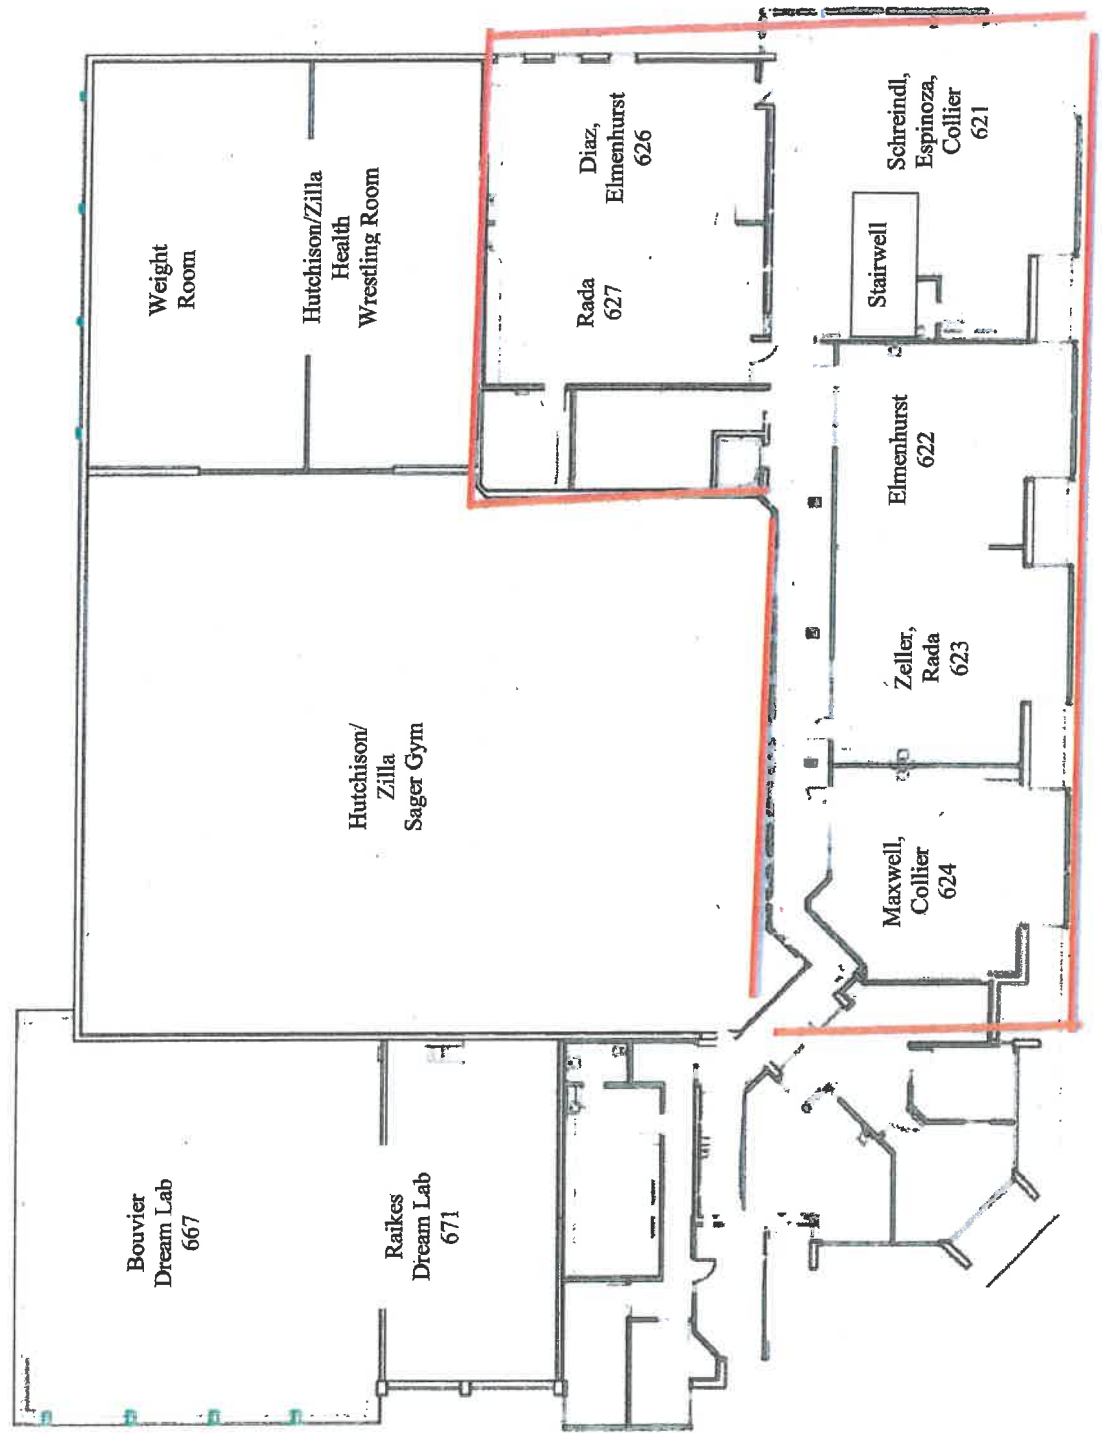 Bouvier
Dream Lab
667
Raikes
Dream Lab
671
Hutchison/
Zilla
Sager Gym
Weight
Room
Hutchison/Zilla
Health
Wrestling Room
Rada
627
Diaz,
Elmenhurst
626
Maxwell,
Collier
624
Zeller,
Rada
623
Elmenhurst
622
Stairwell
Schreindl,
Espinoza,
Collier
621